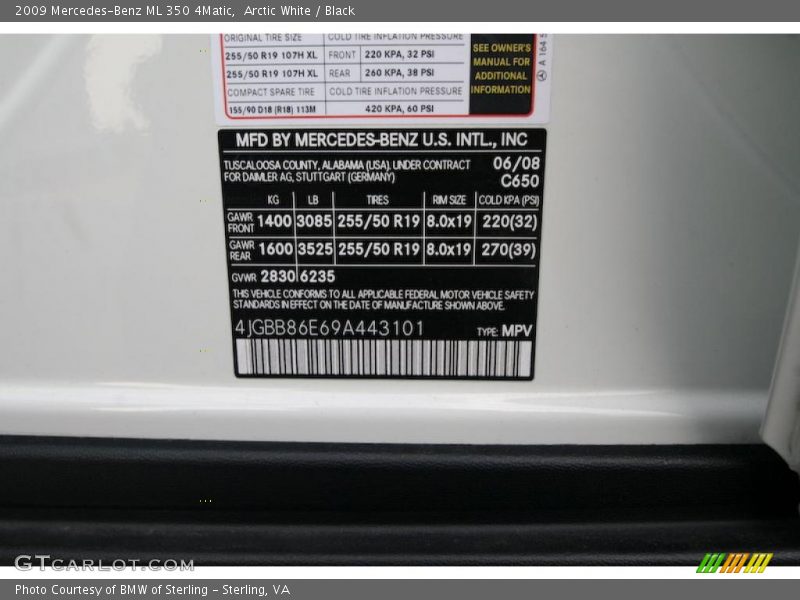 2009 Mercedes-Benz ML 350 4Matic, Arctic White / Black
ORIGINAL TIRE SIZE COLD TIRE INFLATION PRESSURE
255/50 R19 107H XL FRONT 220 KPA, 32 PSI
255/50 R19 107H XL REAR 260 KPA, 38 PSI
COMPACT SPARE TIRE COLD TIRE INFLATION PRESSURE
155/90 D18 (R18) 113M 420 KPA, 60 PSI
SEE OWNER'S
MANUAL FOR
ADDITIONAL
INFORMATION
A 164 5
MFD BY MERCEDES-BENZ U.S. INTL., INC
TUSCALOOSA COUNTY, ALABAMA (USA). UNDER CONTRACT 06/08
FOR DAIMLER AG, STUTTGART (GERMANY) C650
KG LB TIRES RIM SIZE COLD KPA (PSI)
GAWR FRONT 1400 3085 255/50 R19 8.0x19 220(32)
GAWR REAR 1600 3525 255/50 R19 8.0x19 270(39)
GVWR 2830 6235
THIS VEHICLE CONFORMS TO ALL APPLICABLE FEDERAL MOTOR VEHICLE SAFETY
STANDARDS IN EFFECT ON THE DATE OF MANUFACTURE SHOWN ABOVE.
4JGBB86E69A443101 TYPE: MPV
GTCARLOT.COM
Photo Courtesy of BMW of Sterling - Sterling, VA